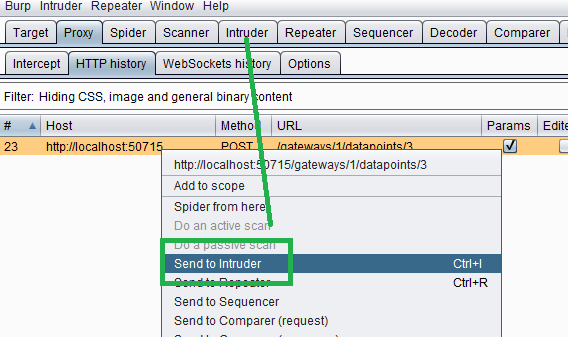 Burp Intruder Repeater Window Help
Target Proxy Spider Scanner Intruder Repeater Sequencer Decoder Comparer
Intercept HTTP history WebSockets history Options
Filter: Hiding CSS, image and general binary content
# Host Method URL Params Edite
23 http://localhost:50715 POST /gateways/1/datapoints/3
http://localhost:50715/gateways/1/datapoints/3
Add to scope
Spider from here
Do an active scan
Do a passive scan
Send to Intruder Ctrl+I
Send to Repeater Ctrl+R
Send to Sequencer
Send to Comparer (request)